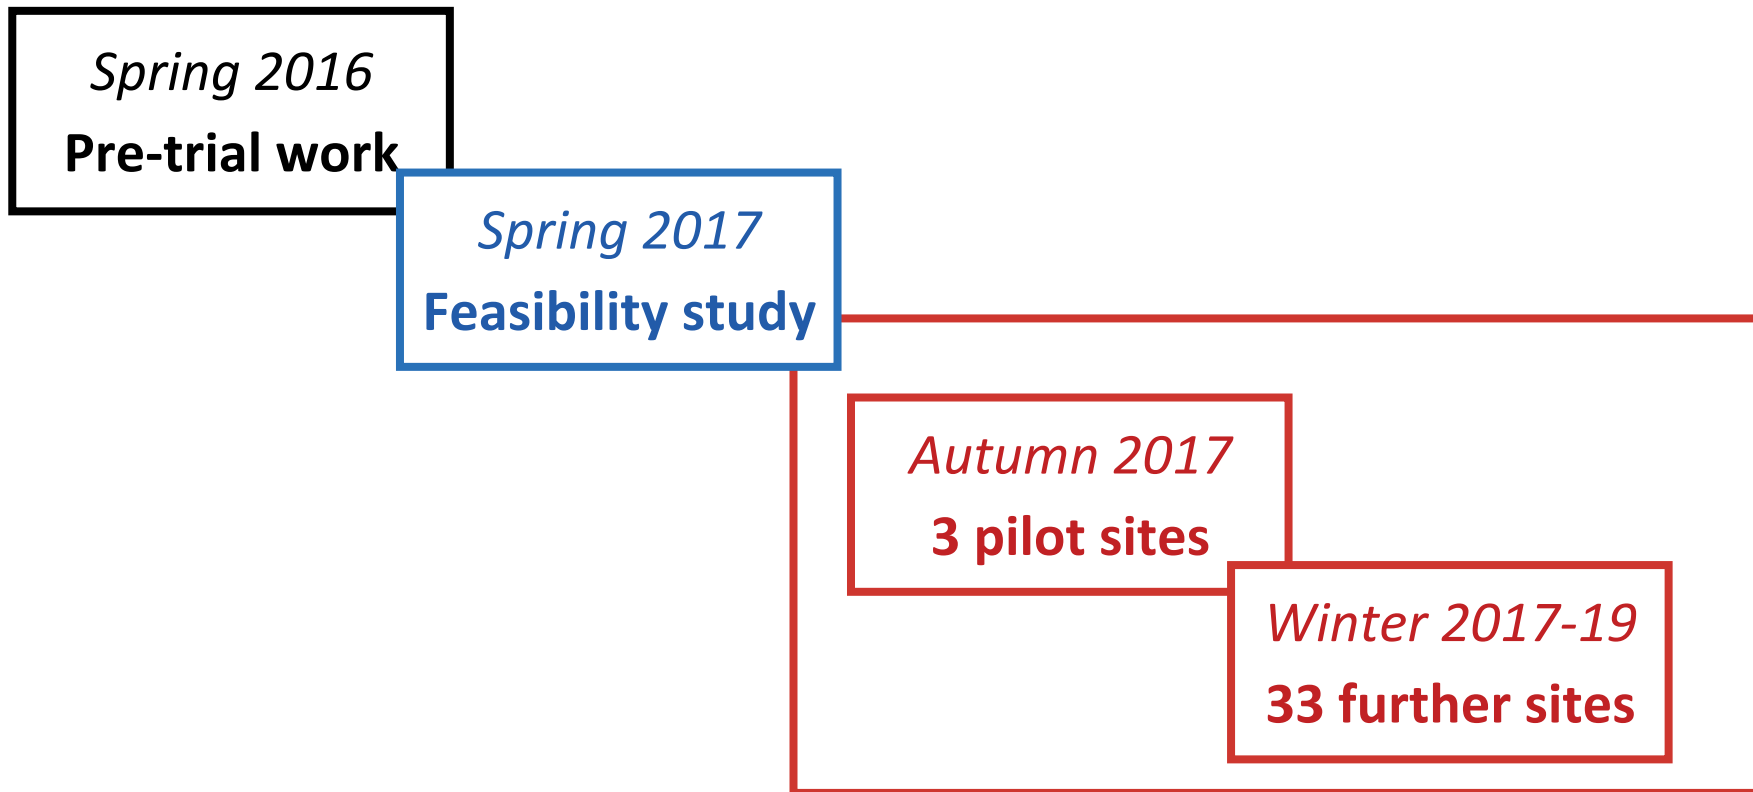 Spring 2016
Pre-trial work
Spring 2017
Feasibility study
Autumn 2017
3 pilot sites
Winter 2017-19
33 further sites